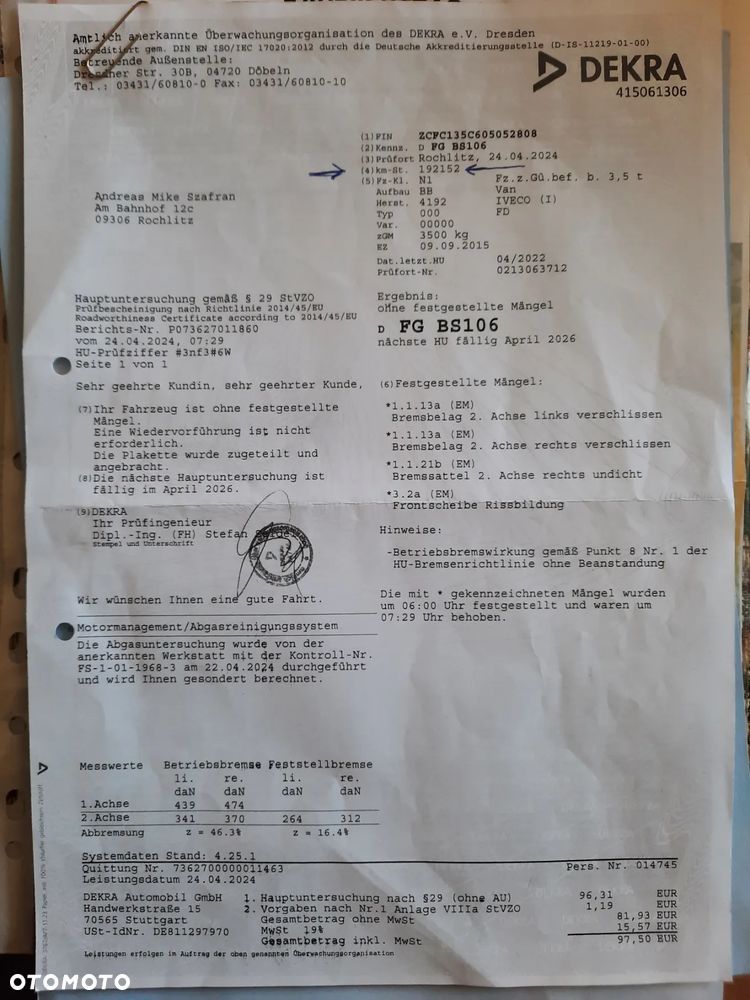 Amtlich anerkannte Überwachungsorganisation des DEKRA e.V. Dresden
akkreditiert gem. DIN EN ISO/IEC 17020:2012 durch die Deutsche Akkreditierungsstelle (D-IS-11219-01-00)
Betreuende Außenstelle:
Dresdner Str. 30B, 04720 Döbeln
Tel.: 03431/60810-0 Fax: 03431/60810-10
DEKRA
415061306
(1) FIN ZCFC135C605052808
(2) Kennz. D FG BS106
(3) Prüfort Rochlitz, 24.04.2024
(4) km-St. 192152
(5) Fz-Kl. N1 Fz.z.Gü.bef. b. 3,5 t
Aufbau BB Van
Herst. 4192 IVECO (I)
Typ 000 FD
Var. 00000
zGM 3500 kg
EZ 09.09.2015
Dat.letzt.HU 04/2022
Prüfort-Nr. 0213063712
Andreas Mike Szafran
Am Bahnhof 12c
09306 Rochlitz
Hauptuntersuchung gemäß § 29 StVZO
Prüfbescheinigung nach Richtlinie 2014/45/EU
Roadworthiness Certificate according to 2014/45/EU
Berichts-Nr. P073627011860
vom 24.04.2024, 07:29
HU-Prüfziffer #3nf3#6W
Seite 1 von 1
Ergebnis:
ohne festgestellte Mängel
D FG BS106
nächste HU fällig April 2026
Sehr geehrte Kundin, sehr geehrter Kunde,
(7) Ihr Fahrzeug ist ohne festgestellte
Mängel.
Eine Wiedervorführung ist nicht
erforderlich.
Die Plakette wurde zugeteilt und
angebracht.
(8) Die nächste Hauptuntersuchung ist
fällig im April 2026.
(9) DEKRA
Ihr Prüfingenieur
Dipl.-Ing. (FH) Stefan
Stempel und Unterschrift
Wir wünschen Ihnen eine gute Fahrt.
(6) Festgestellte Mängel:
*1.1.13a (EM)
Bremsbelag 2. Achse links verschlissen
*1.1.13a (EM)
Bremsbelag 2. Achse rechts verschlissen
*1.1.21b (EM)
Bremssattel 2. Achse rechts undicht
*3.2a (EM)
Frontscheibe Rissbildung
Hinweise:
-Betriebsbremswirkung gemäß Punkt 8 Nr. 1 der
HU-Bremsenrichtlinie ohne Beanstandung
Die mit * gekennzeichneten Mängel wurden
um 06:00 Uhr festgestellt und waren um
07:29 Uhr behoben.
Motormanagement/Abgasreinigungssystem
Die Abgasuntersuchung wurde von der
anerkannten Werkstatt mit der Kontroll-Nr.
FS-1-01-1968-3 am 22.04.2024 durchgeführt
und wird Ihnen gesondert berechnet.
Messwerte Betriebsbremse Feststellbremse
li. re. li. re.
daN daN daN daN
1.Achse 439 474
2.Achse 341 370 264 312
Abbremsung z = 46.3% z = 16.4%
Systemdaten Stand: 4.25.1
Quittung Nr. 7362700000011463 Pers. Nr. 014745
Leistungsdatum 24.04.2024
DEKRA Automobil GmbH 1. Hauptuntersuchung nach §29 (ohne AU) 96,31 EUR
Handwerkstraße 15 2. Vorgaben nach Nr.1 Anlage VIIIa StVZO 1,19 EUR
70565 Stuttgart Gesamtbetrag ohne MwSt 81,93 EUR
USt-IdNr. DE811297970 MwSt 19% 15,57 EUR
Gesamtbetrag inkl. MwSt 97,50 EUR
Leistungen erfolgen im Auftrag der oben genannten Überwachungsorganisation
OTOMOTO